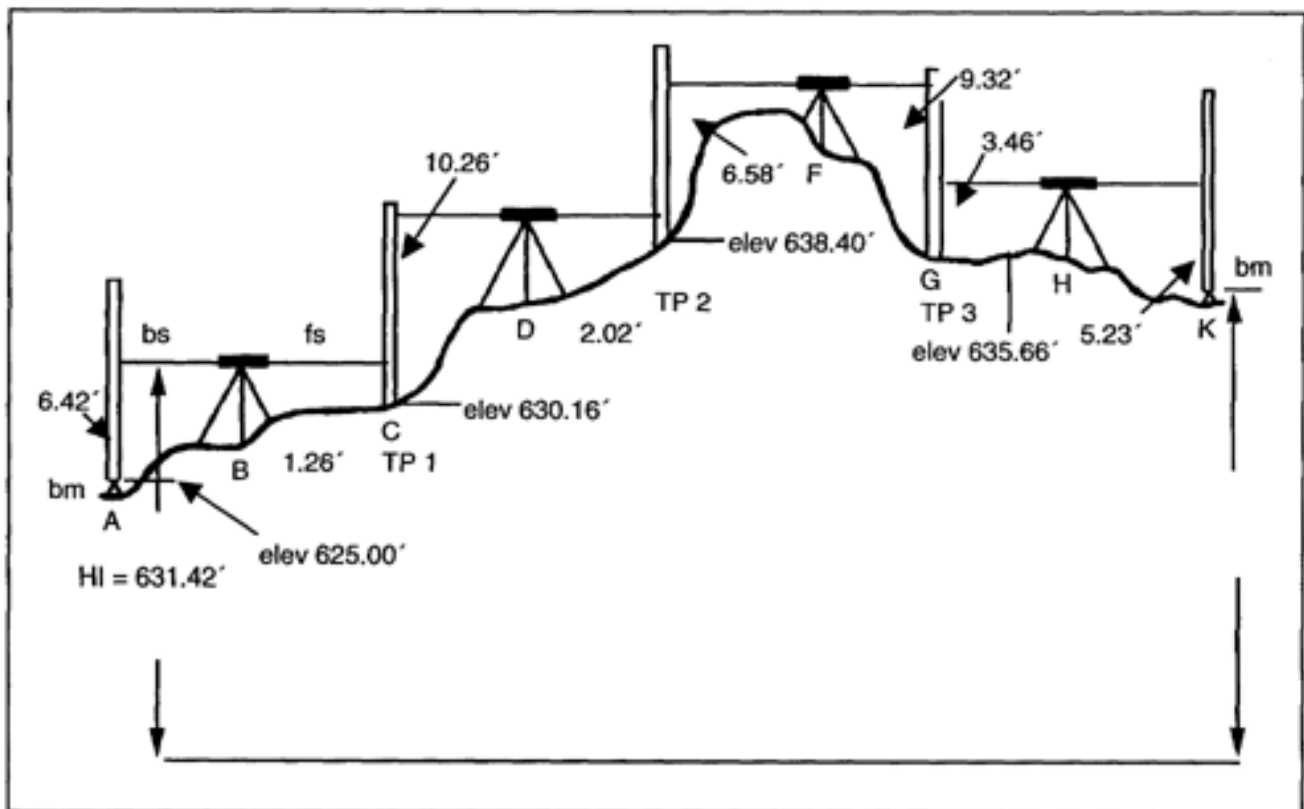 9.32´
3.46´
10.26´
6.58´
F
elev 638.40´
bm
G
H
TP 2
TP 3
D
2.02´
5.23´
K
elev 635.66´
bs
fs
6.42´
elev 630.16´
C
B
1.26´
TP 1
bm
A
elev 625.00´
HI = 631.42´